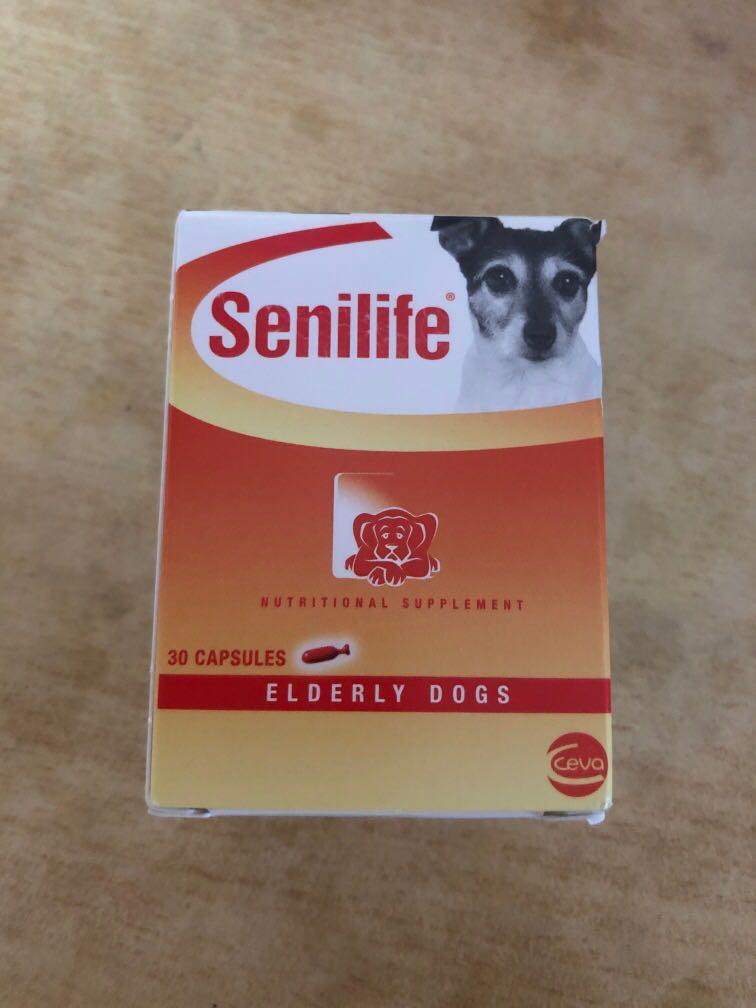 Senilife®
NUTRITIONAL SUPPLEMENT
30 CAPSULES
ELDERLY DOGS
Ceva